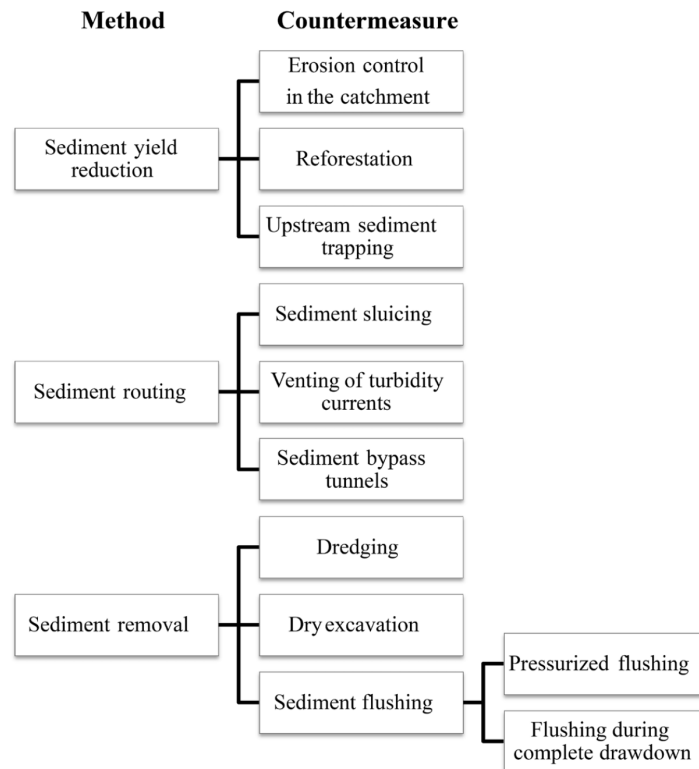 Method
Countermeasure
Sediment yield
reduction
Erosion control
in the catchment
Reforestation
Upstream sediment
trapping
Sediment routing
Sediment sluicing
Venting of turbidity
currents
Sediment bypass
tunnels
Sediment removal
Dredging
Dry excavation
Sediment flushing
Pressurized flushing
Flushing during
complete drawdown